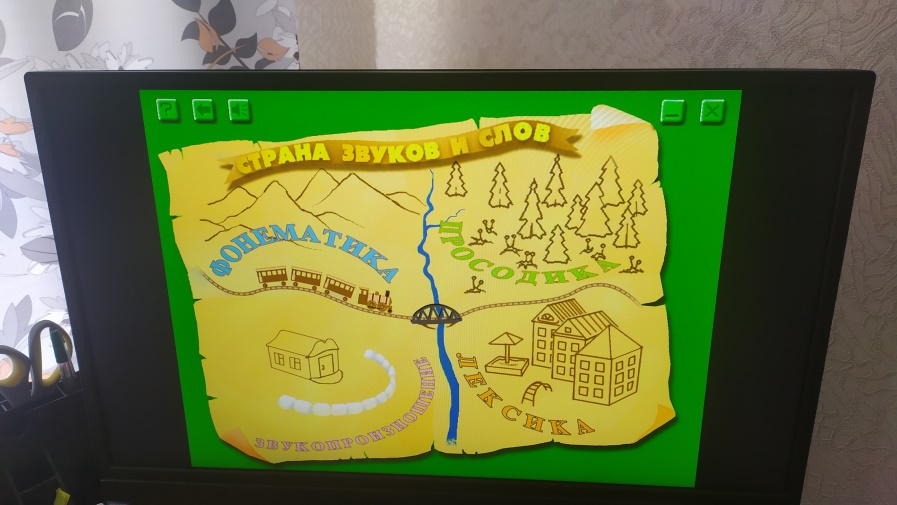 ?
СТРАНА ЗВУКОВ И СЛОВ
ФОНЕМАТИКА
ПРОСОДИКА
ЗВУКОПРОИЗНОШЕНИЕ
ЛЕКСИКА